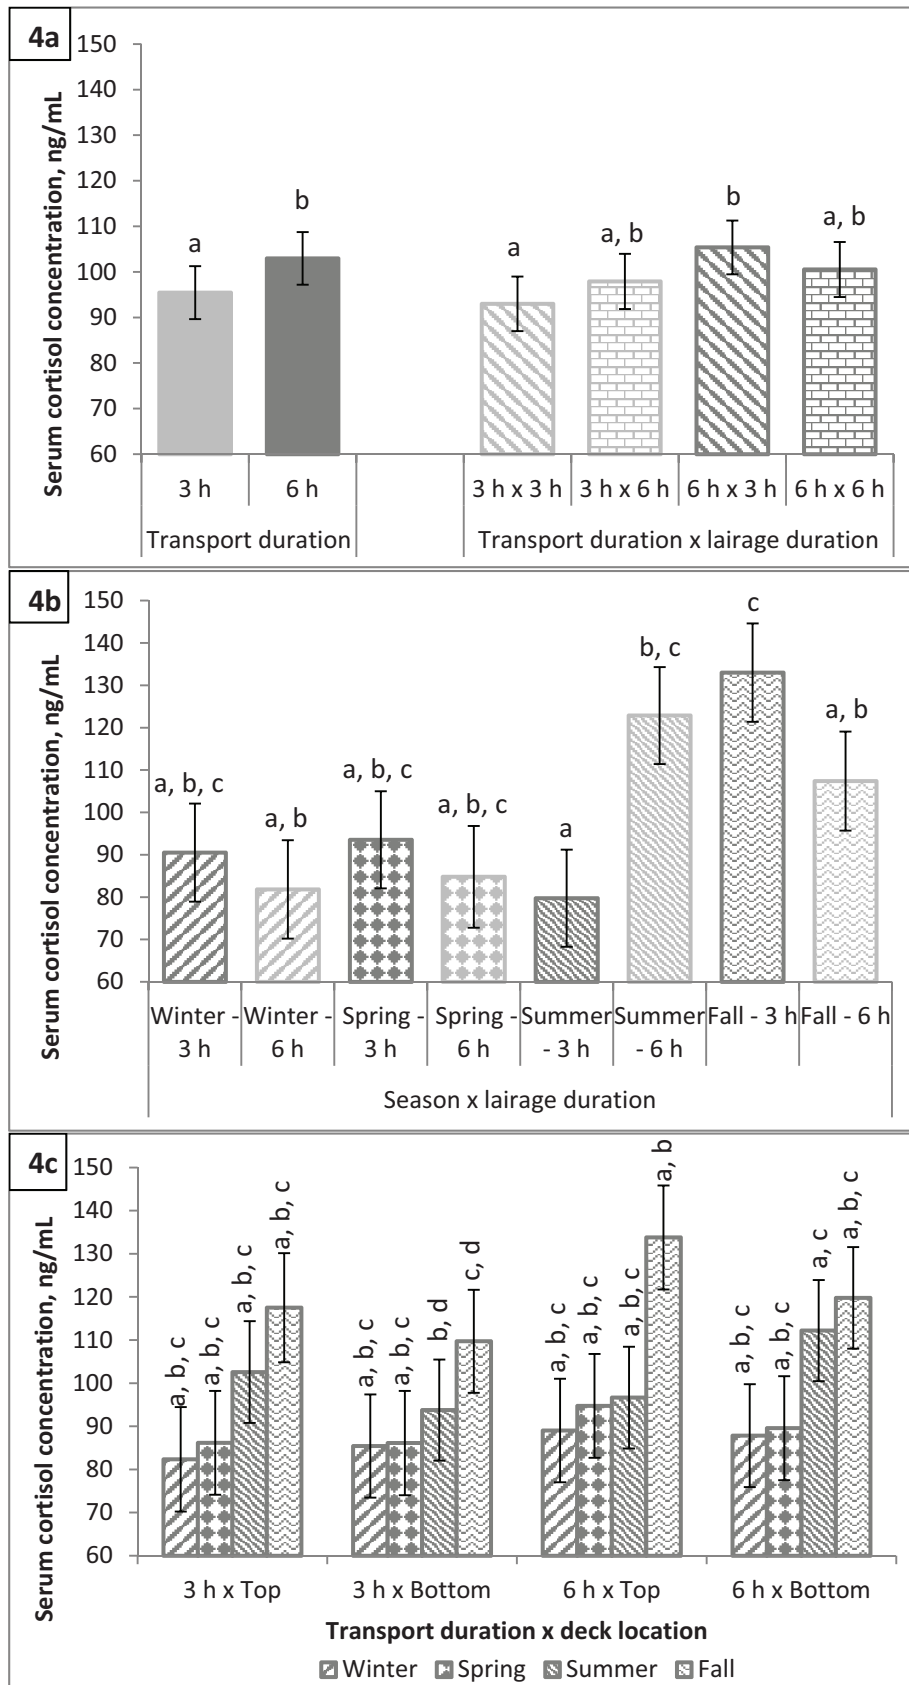 4a
Serum cortisol concentration, ng/mL
150
140
130
120
110
100
90
80
70
60
a
b
a
a, b
b
a, b
3 h
6 h
3 h x 3 h
3 h x 6 h
6 h x 3 h
6 h x 6 h
Transport duration
Transport duration x lairage duration
4b
Serum cortisol concentration, ng/mL
150
140
130
120
110
100
90
80
70
60
a, b, c
a, b
a, b, c
a, b, c
a
b, c
c
a, b
Winter -
3 h
Winter -
6 h
Spring -
3 h
Spring -
6 h
Summer
- 3 h
Summer
- 6 h
Fall - 3 h
Fall - 6 h
Season x lairage duration
4c
Serum cortisol concentration, ng/mL
150
140
130
120
110
100
90
80
70
60
a, b, c
a, b, c
a, b, c
a, b, c
a, b, c
a, b, c
b, d
c, d
a, b, c
a, b, c
a, b, c
a, b
a, b, c
a, b, c
a, c
a, b, c
3 h x Top
3 h x Bottom
6 h x Top
6 h x Bottom
Transport duration x deck location
Winter
Spring
Summer
Fall